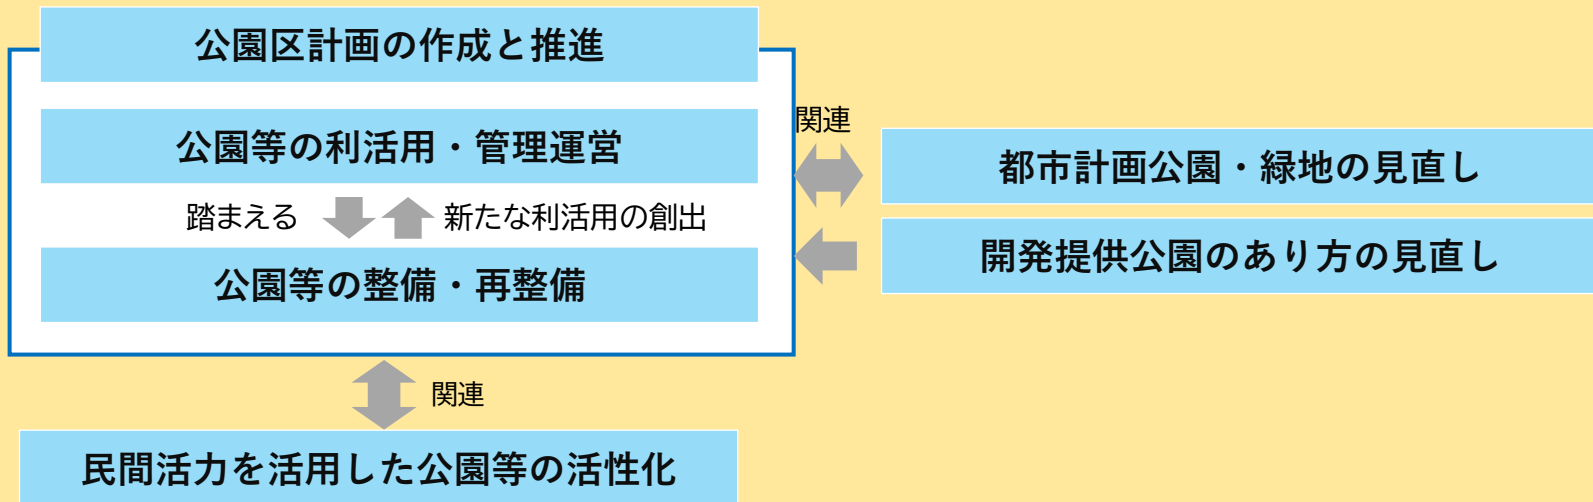 公園区計画の作成と推進
公園等の利活用・管理運営
踏まえる
新たな利活用の創出
公園等の整備・再整備
関連
都市計画公園・緑地の見直し
開発提供公園のあり方の見直し
関連
民間活力を活用した公園等の活性化